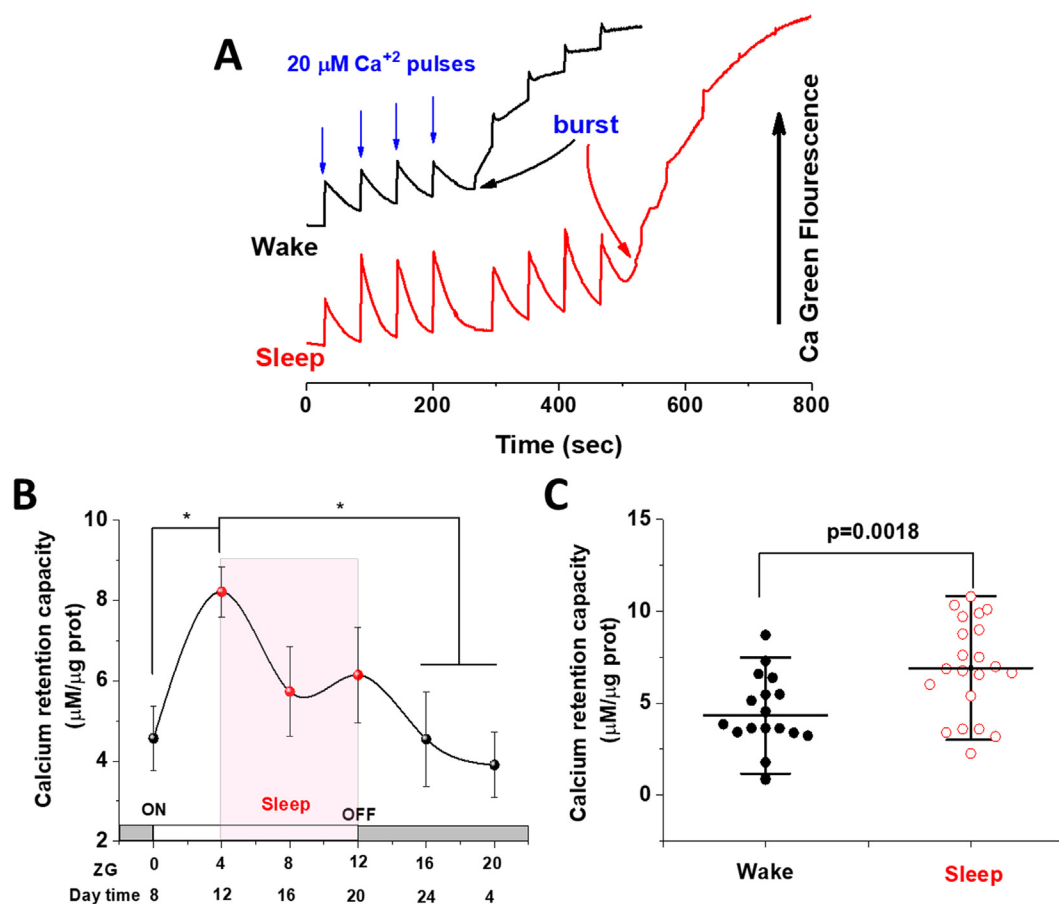 A
20 μM Ca+2 pulses
burst
Wake
Sleep
Ca Green Flourescence
0 200 400 600 800
Time (sec)
B
Calcium retention capacity
(μM/μg prot)
10
8
6
4
2
* *
ON Sleep OFF
ZG 0 4 8 12 16 20
Day time 8 12 16 20 24 4
C
Calcium retention capacity
(μM/μg prot)
15
10
5
0
p=0.0018
Wake Sleep